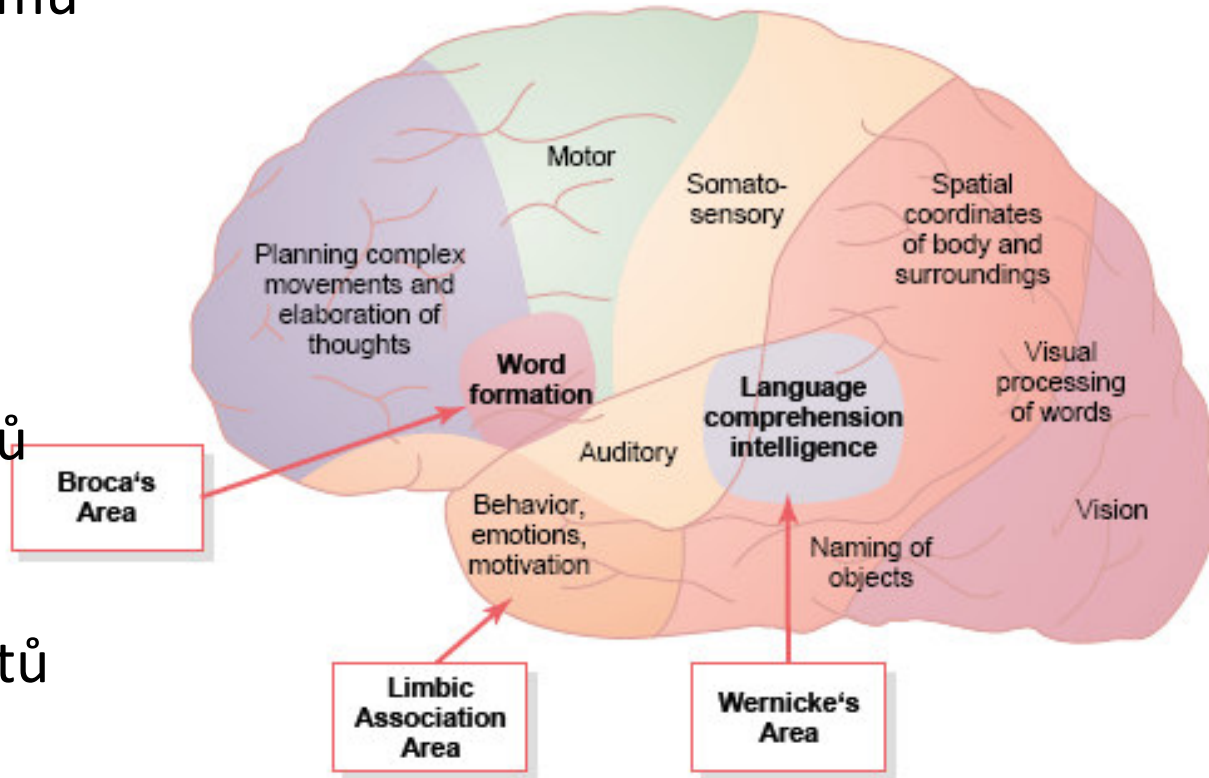 mu
Motor
Somato-
sensory
Spatial
coordinates
of body and
surroundings
Planning complex
movements and
elaboration of
thoughts
Word
formation
Visual
processing
of words
Language
comprehension
intelligence
Auditory
ů
Broca‘s
Area
Behavior,
emotions,
motivation
Vision
Naming of
objects
tů
Limbic
Association
Area
Wernicke‘s
Area